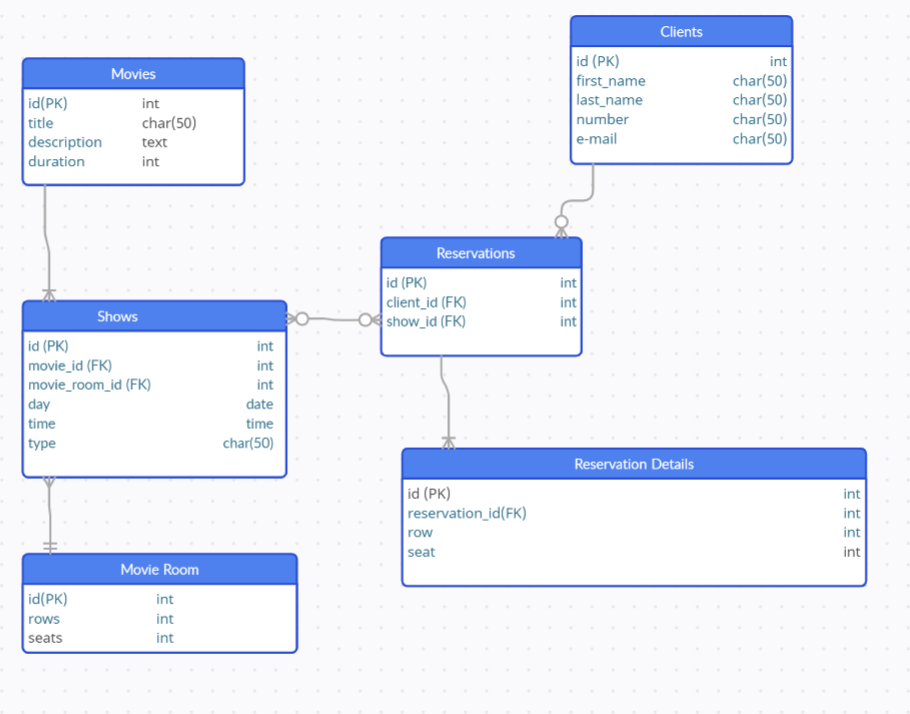 Clients
id (PK) int
first_name char(50)
last_name char(50)
number char(50)
e-mail char(50)
Movies
id(PK) int
title char(50)
description text
duration int
Reservations
id (PK) int
client_id (FK) int
show_id (FK) int
Shows
id (PK) int
movie_id (FK) int
movie_room_id (FK) int
day date
time time
type char(50)
Reservation Details
id (PK) int
reservation_id(FK) int
row int
seat int
Movie Room
id(PK) int
rows int
seats int